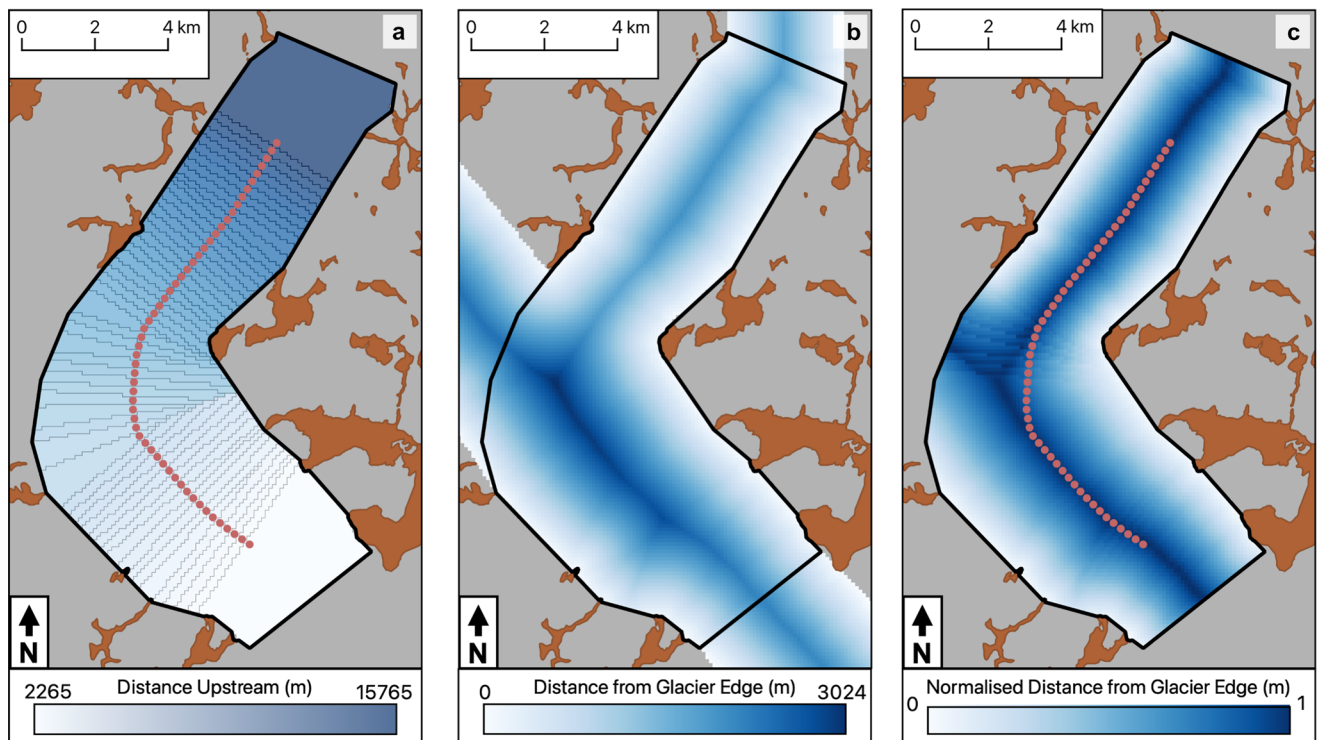 0 2 4 km
a
N
2265 Distance Upstream (m) 15765
0 2 4 km
b
N
0 Distance from Glacier Edge (m) 3024
0 2 4 km
c
N
0 Normalised Distance from Glacier Edge (m) 1